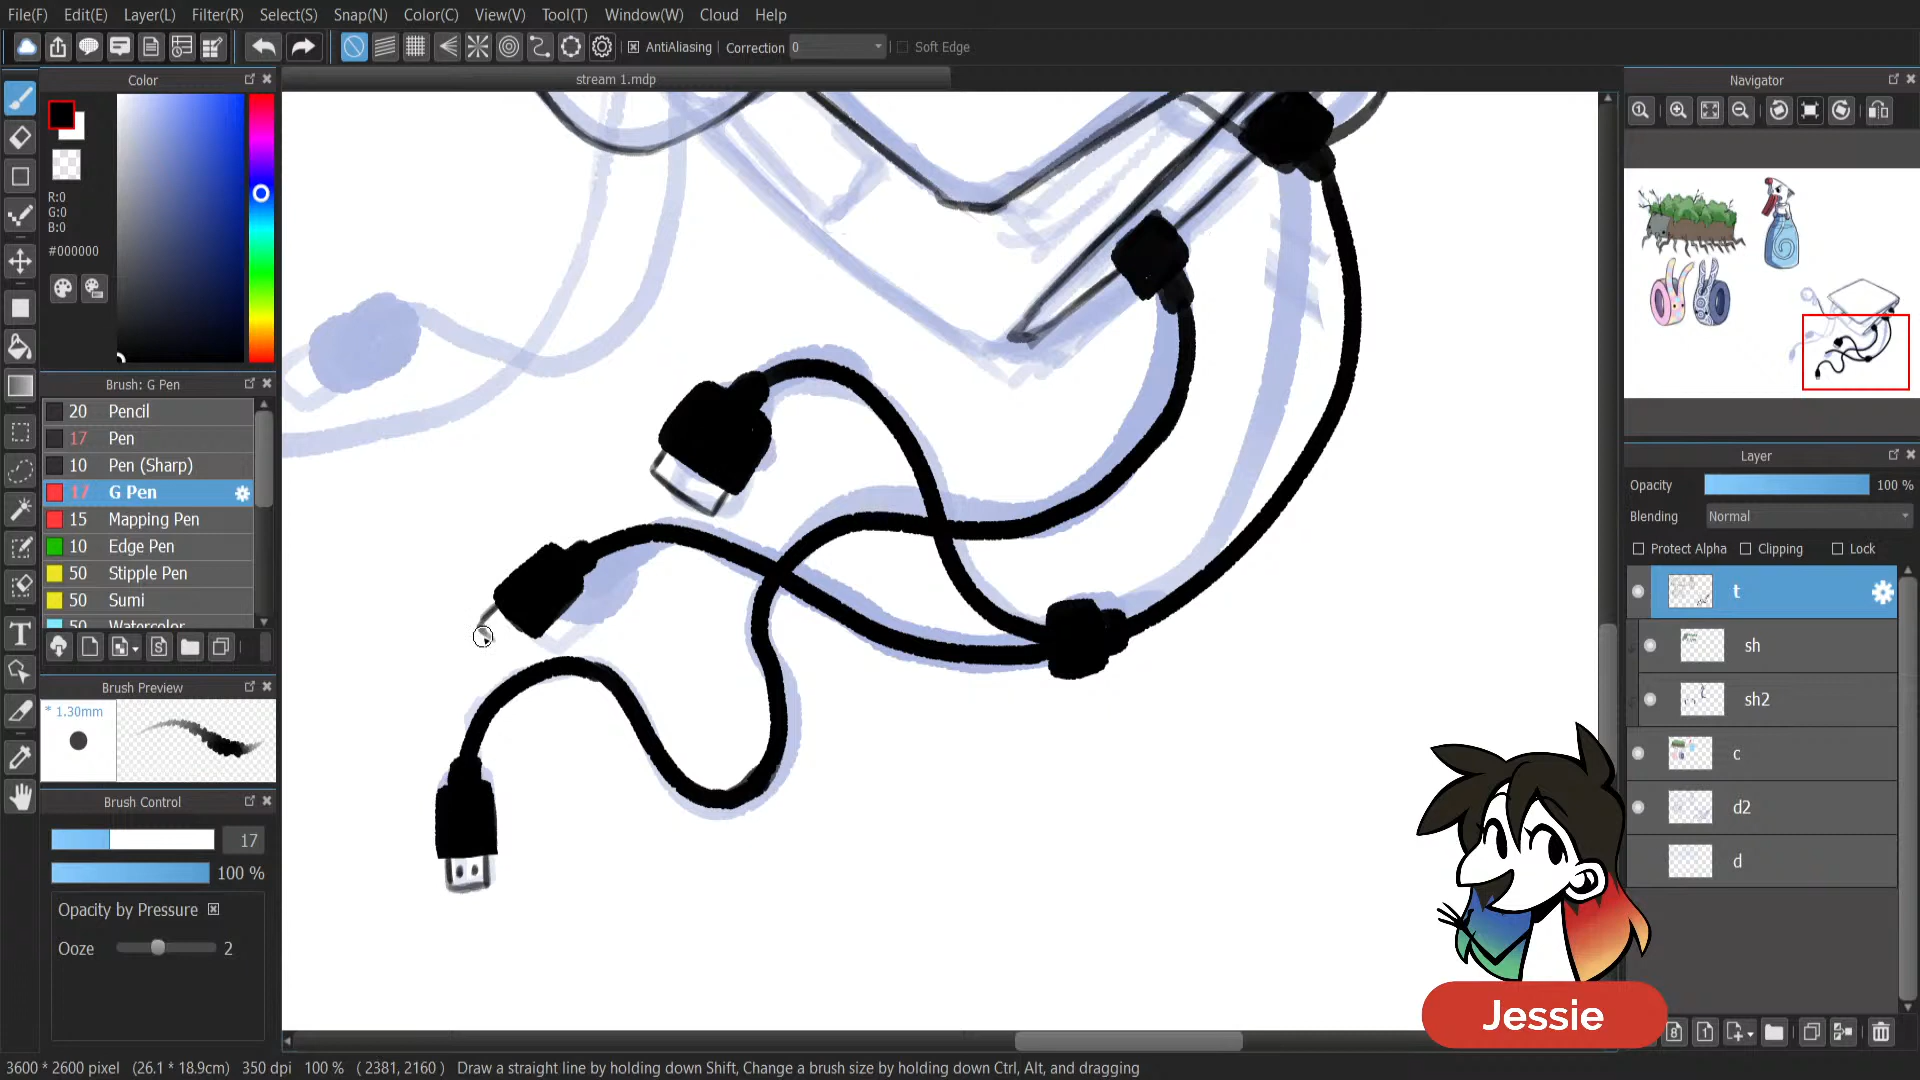 File(F) Edit(E) Layer(L) Filter(R) Select(S) Snap(N) Color(C) View(V) Tool(T) Window(W) Cloud Help
AntiAliasing Correction 0 Soft Edge
Color
stream 1.mdp
Navigator
R:0
G:0
B:0
#000000
Brush: G Pen
20 Pencil
17 Pen
10 Pen (Sharp)
17 G Pen
15 Mapping Pen
10 Edge Pen
50 Stipple Pen
50 Sumi
50 Watercolor
Brush Preview
* 1.30mm
Brush Control
17
100 %
Opacity by Pressure
Ooze 2
Layer
Opacity 100 %
Blending Normal
Protect Alpha Clipping Lock
t
sh
sh2
c
d2
d
Jessie
3600 * 2600 pixel (26.1 * 18.9cm) 350 dpi 100 % ( 2381, 2160 ) Draw a straight line by holding down Shift, Change a brush size by holding down Ctrl, Alt, and dragging